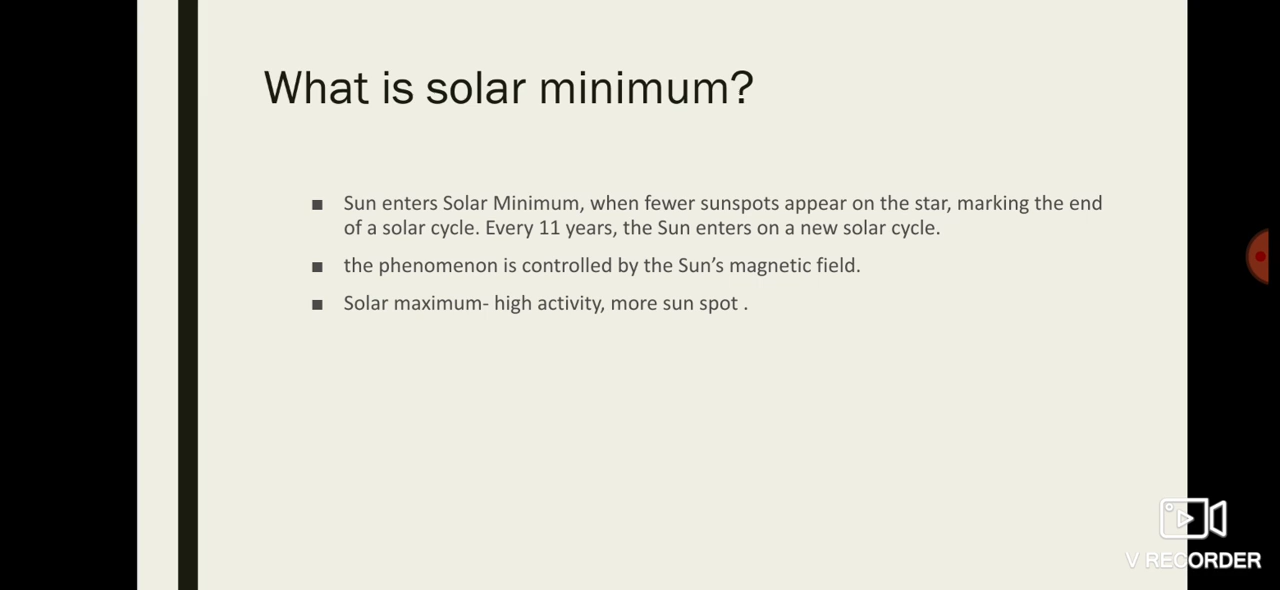 What is solar minimum?
Sun enters Solar Minimum, when fewer sunspots appear on the star, marking the end
of a solar cycle. Every 11 years, the Sun enters on a new solar cycle.
the phenomenon is controlled by the Sun’s magnetic field.
Solar maximum- high activity, more sun spot .
V RECORDER